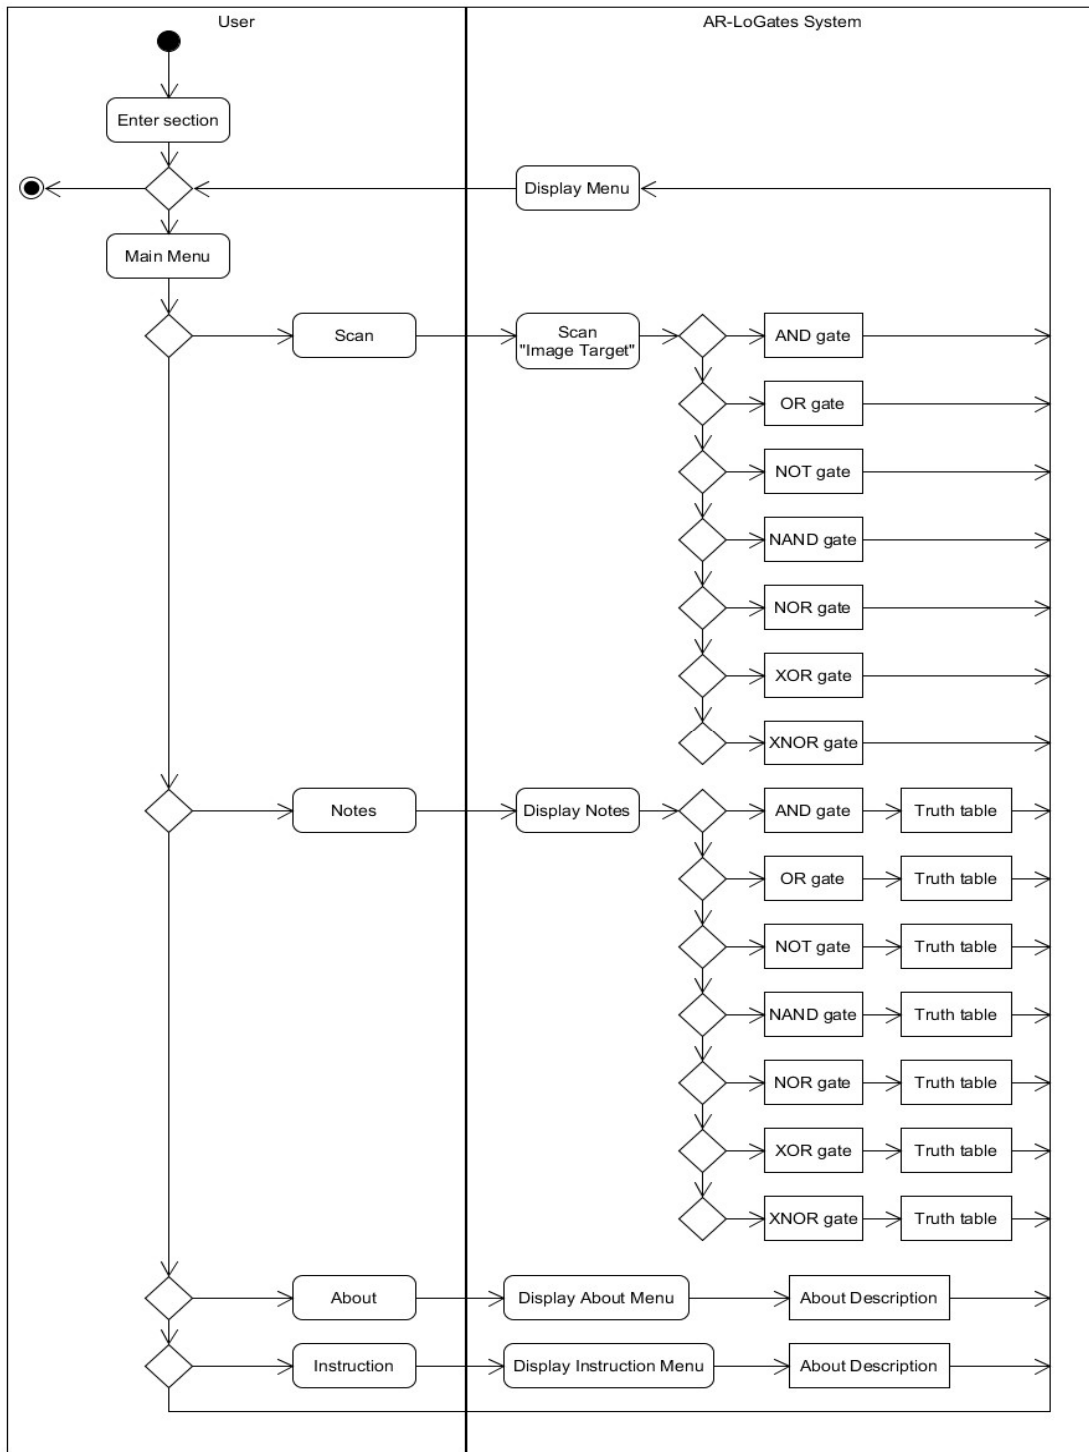 User
AR-LoGates System
Enter section
Display Menu
Main Menu
Scan
Scan
"Image Target"
AND gate
OR gate
NOT gate
NAND gate
NOR gate
XOR gate
XNOR gate
Notes
Display Notes
AND gate
Truth table
OR gate
Truth table
NOT gate
Truth table
NAND gate
Truth table
NOR gate
Truth table
XOR gate
Truth table
XNOR gate
Truth table
About
Display About Menu
About Description
Instruction
Display Instruction Menu
About Description